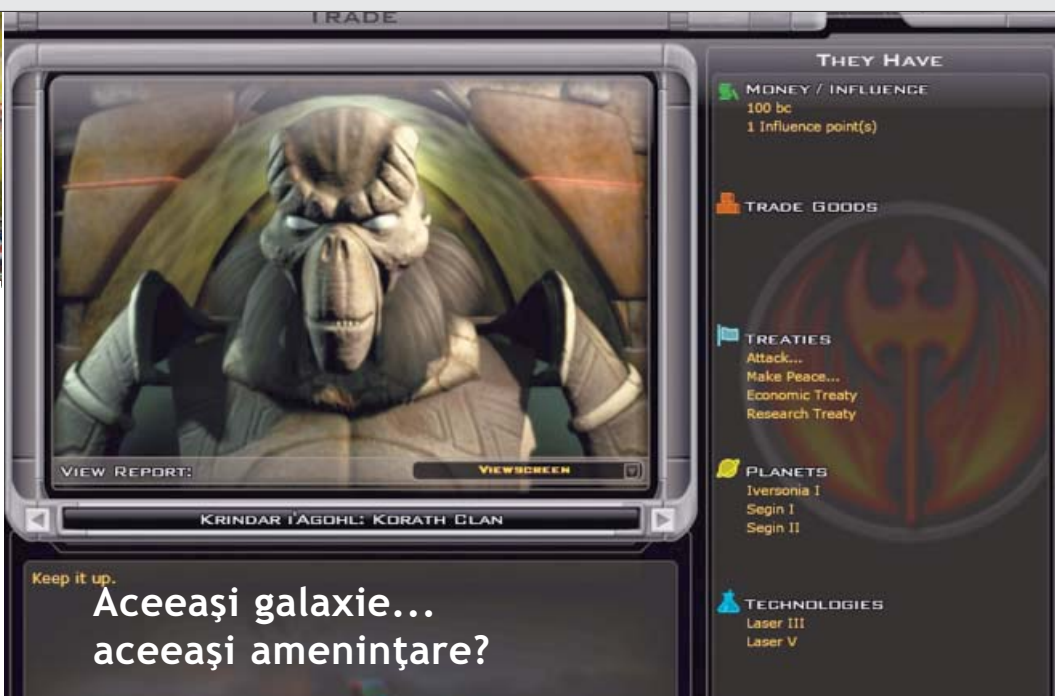 TRADE
VIEW REPORT:
VIEWSCREEN
KRINDAR I'AGOHL: KORATH CLAN
Keep it up.
Aceeaşi galaxie...
aceeaşi ameninţare?
THEY HAVE
MONEY / INFLUENCE
100 bc
1 Influence point(s)
TRADE GOODS
TREATIES
Attack...
Make Peace...
Economic Treaty
Research Treaty
PLANETS
Iversonia I
Segin I
Segin II
TECHNOLOGIES
Laser III
Laser V